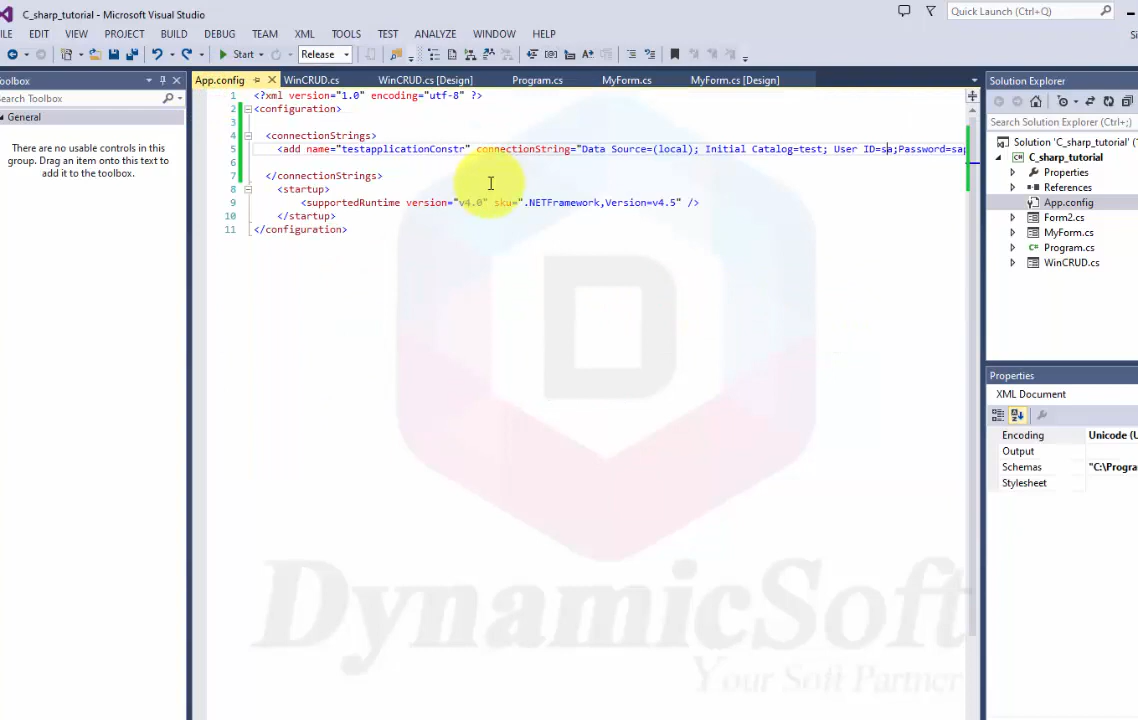 C_sharp_tutorial - Microsoft Visual Studio
Quick Launch (Ctrl+Q)
ILE EDIT VIEW PROJECT BUILD DEBUG TEAM XML TOOLS TEST ANALYZE WINDOW HELP
Si
Start Release
Toolbox
Search Toolbox
General
There are no usable controls in this
group. Drag an item onto this text to
add it to the toolbox.
App.config WinCRUD.cs WinCRUD.cs [Design] Program.cs MyForm.cs MyForm.cs [Design]
1 <?xml version="1.0" encoding="utf-8" ?>
2 <configuration>
3
4 <connectionStrings>
5 <add name="testapplicationConstr" connectionString="Data Source=(local); Initial Catalog=test; User ID=sa;Password=sap
6
7 </connectionStrings>
8 <startup>
9 <supportedRuntime version="v4.0" sku=".NETFramework,Version=v4.5" />
10 </startup>
11 </configuration>
D
DynamicSoft
Your Soft Partner
Solution Explorer
Search Solution Explorer (Ctrl+;)
Solution 'C_sharp_tutorial' (1
C_sharp_tutorial
Properties
References
App.config
Form2.cs
MyForm.cs
Program.cs
WinCRUD.cs
Properties
XML Document
Encoding Unicode (U
Output
Schemas "C:\Progra
Stylesheet